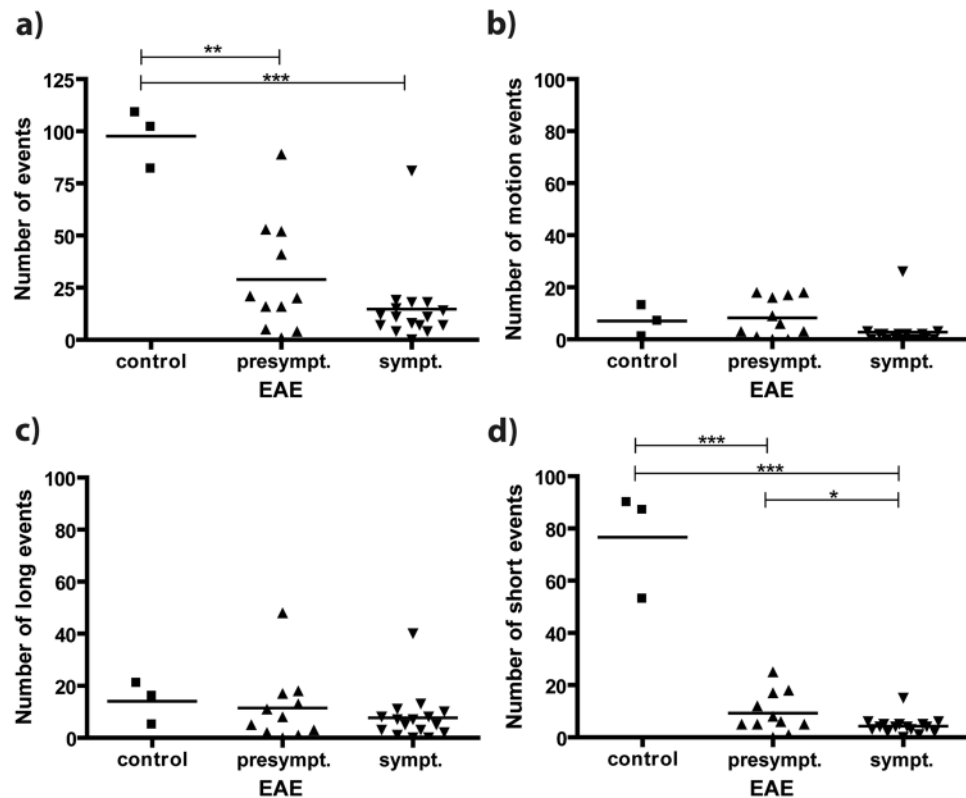 a)
**
***
Number of events
125
100
75
50
25
0
control
presympt.
sympt.
EAE
b)
Number of motion events
100
80
60
40
20
0
control
presympt.
sympt.
EAE
c)
Number of long events
100
80
60
40
20
0
control
presympt.
sympt.
EAE
d)
***
***
*
Number of short events
100
80
60
40
20
0
control
presympt.
sympt.
EAE